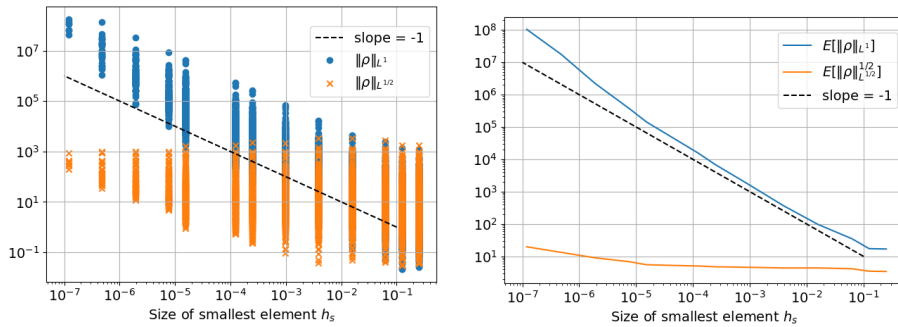 10^7
10^5
10^3
10^1
10^-1
10^-7 10^-6 10^-5 10^-4 10^-3 10^-2 10^-1
Size of smallest element h_s
slope = -1
‖ρ‖_{L^1}
‖ρ‖_{L^{1/2}}
10^8
10^7
10^6
10^5
10^4
10^3
10^2
10^1
10^-7 10^-6 10^-5 10^-4 10^-3 10^-2 10^-1
Size of smallest element h_s
E[‖ρ‖_{L^1}]
E[‖ρ‖_{L^{1/2}}^{1/2}]
slope = -1